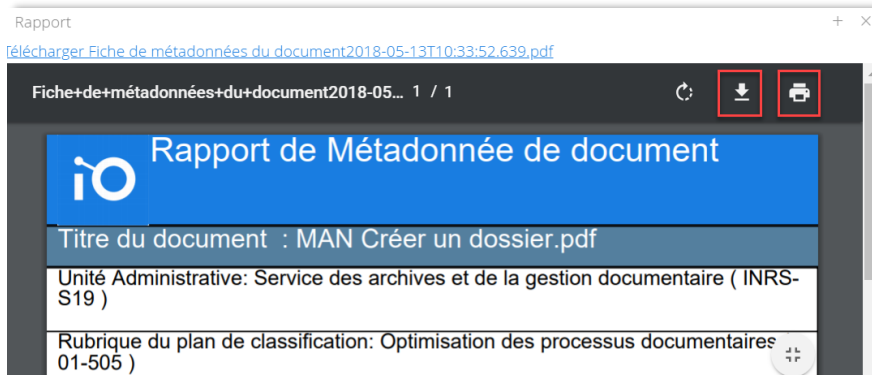 Rapport
Télécharger Fiche de métadonnées du document2018-05-13T10:33:52.639.pdf
Fiche+de+métadonnées+du+document2018-05... 1 / 1
iO
Rapport de Métadonnée de document
Titre du document : MAN Créer un dossier.pdf
Unité Administrative: Service des archives et de la gestion documentaire ( INRS-
S19 )
Rubrique du plan de classification: Optimisation des processus documentaires
01-505 )